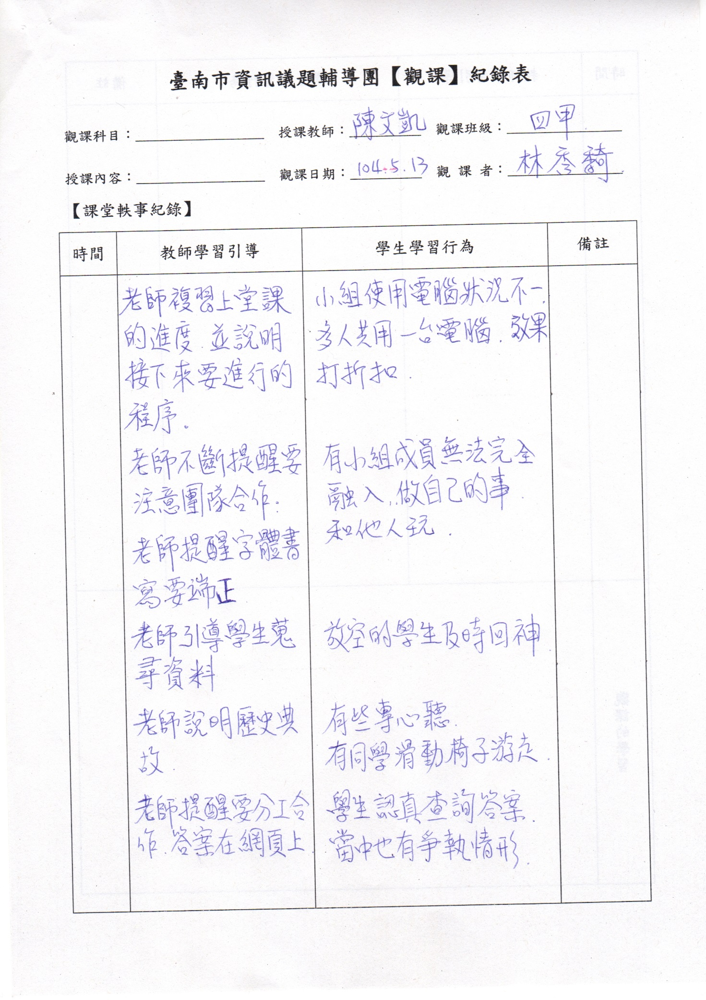 臺南市資訊議題輔導團【觀課】紀錄表
觀課科目： 授課教師：陳文凱 觀課班級：四甲
授課內容： 觀課日期：104.5.13 觀課者：林秀
【課堂軼事紀錄】
時間 教師學習引導 學生學習行為 備註
老師複習上堂課
的進度.並說明
接下來要進行的
程序。
老師不斷提醒要
注意團隊合作.
老師提醒字體書
寫要端正
老師引導學生蒐
尋資料
老師說明歷史典
故.
老師提醒要分工合
作.答案在網頁上.
小組使用電腦狀況不一.
多人共用一台電腦.效果
打折扣.
有小組成員無法完全
融入,做自己的事.
和他人玩.
放空的學生及時回神.
有些專心聽.
有同學滑動椅子游走.
學生認真查詢答案.
當中也有爭執情形.